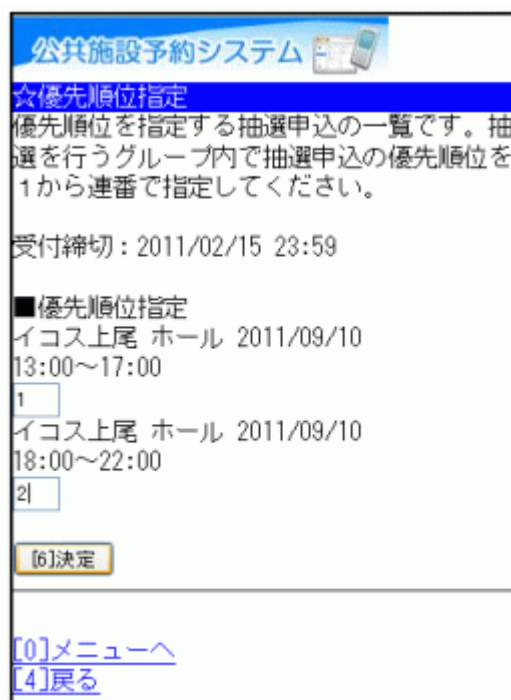 公共施設予約システム
☆優先順位指定
優先順位を指定する抽選申込の一覧です。抽
選を行うグループ内で抽選申込の優先順位を
1から連番で指定してください。
受付締切:2011/02/15 23:59
■優先順位指定
イコス上尾 ホール 2011/09/10
13:00～17:00
1
イコス上尾 ホール 2011/09/10
18:00～22:00
2
[6]決定
[0]メニューへ
[4]戻る